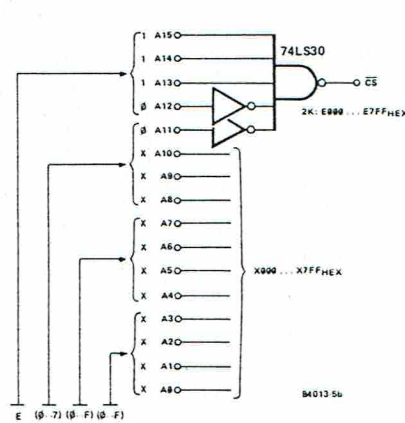 1 A15
74LS30
1 A14
1 A13
CS
Ø A12
2K: E000 ... E7FFHEX
Ø A11
X A10
X A9
X A8
X A7
X A6
X000 ... X7FFHEX
X A5
X A4
X A3
X A2
X A1
84013-5b
X A0
E (Ø..7) (Ø..F) (Ø..F)